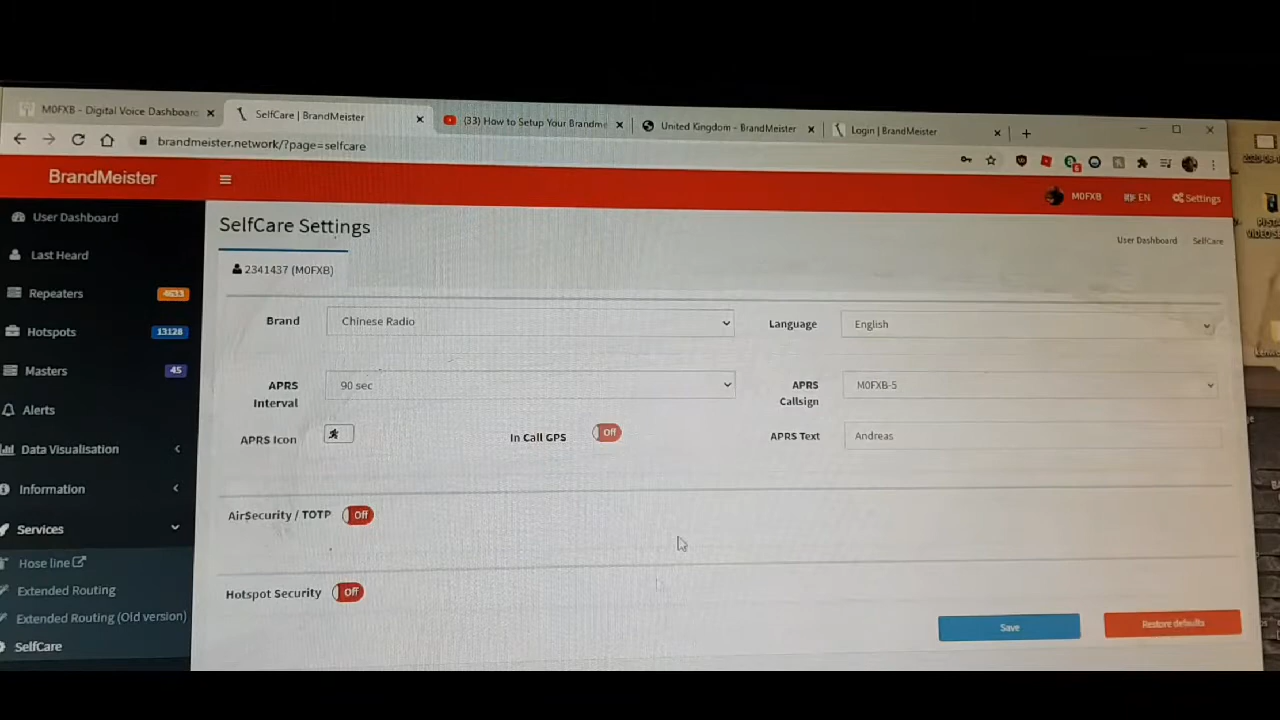 M0FXB - Digital Voice Dashboard
SelfCare | BrandMeister
(33) How to Setup Your Brandme
United Kingdom - BrandMeister
Login | BrandMeister
brandmeister.network/?page=selfcare
BrandMeister
M0FXB
EN
Settings
User Dashboard
SelfCare Settings
User Dashboard
SelfCare
Last Heard
2341437 (M0FXB)
Repeaters
4633
Brand
Chinese Radio
Language
English
Hotspots
13128
Masters
45
APRS Interval
90 sec
APRS Callsign
M0FXB-5
Alerts
APRS Icon
In Call GPS
Off
APRS Text
Andreas
Data Visualisation
Information
AirSecurity / TOTP
Off
Services
Hose line
Extended Routing
Hotspot Security
Off
Extended Routing (Old version)
Save
Restore defaults
SelfCare